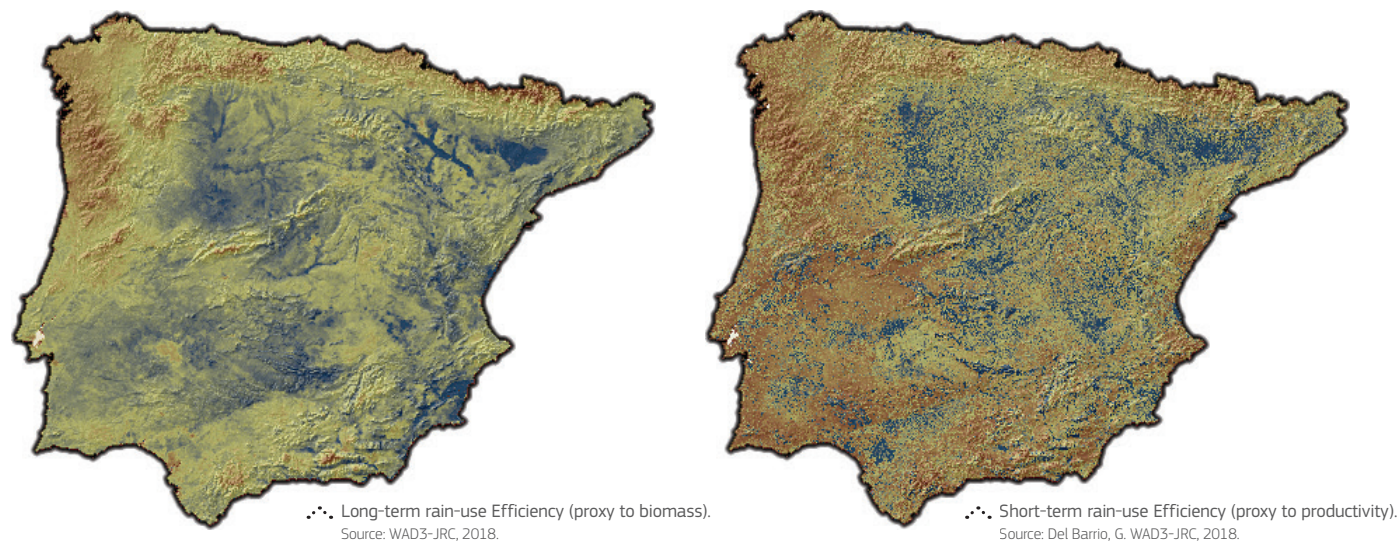 Long-term rain-use Efficiency (proxy to biomass).
Source: WAD3-JRC, 2018.
Short-term rain-use Efficiency (proxy to productivity).
Source: Del Barrio, G. WAD3-JRC, 2018.